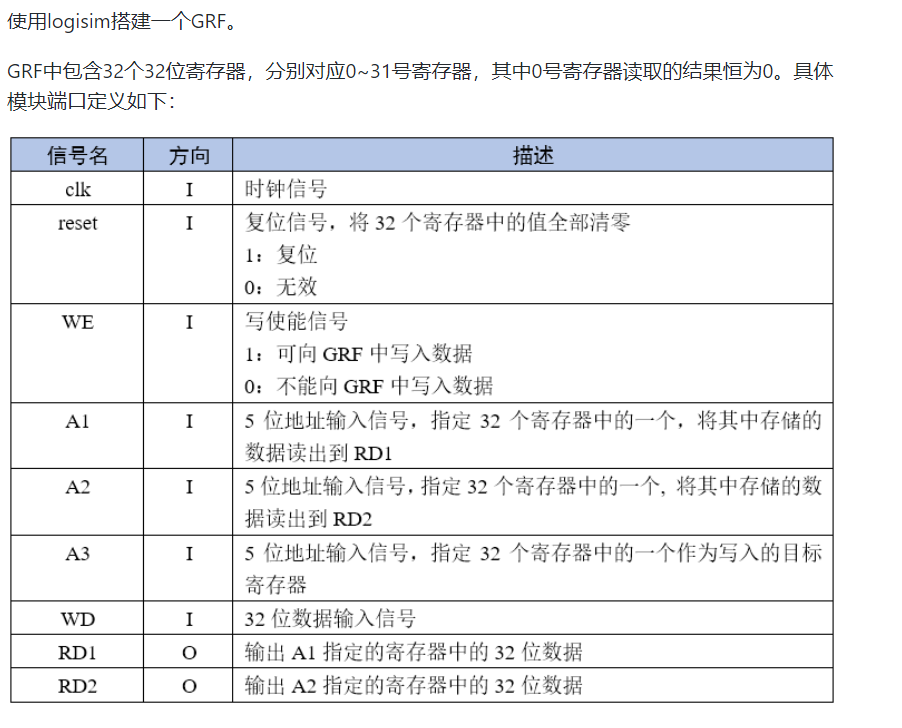 使用logisim搭建一个GRF。
GRF中包含32个32位寄存器，分别对应0~31号寄存器，其中0号寄存器读取的结果恒为0。具体
模块端口定义如下：
信号名 方向 描述
clk I 时钟信号
reset I 复位信号，将 32 个寄存器中的值全部清零
1：复位
0：无效
WE I 写使能信号
1：可向 GRF 中写入数据
0：不能向 GRF 中写入数据
A1 I 5 位地址输入信号，指定 32 个寄存器中的一个，将其中存储的
数据读出到 RD1
A2 I 5 位地址输入信号，指定 32 个寄存器中的一个, 将其中存储的数
据读出到 RD2
A3 I 5 位地址输入信号，指定 32 个寄存器中的一个作为写入的目标
寄存器
WD I 32 位数据输入信号
RD1 O 输出 A1 指定的寄存器中的 32 位数据
RD2 O 输出 A2 指定的寄存器中的 32 位数据